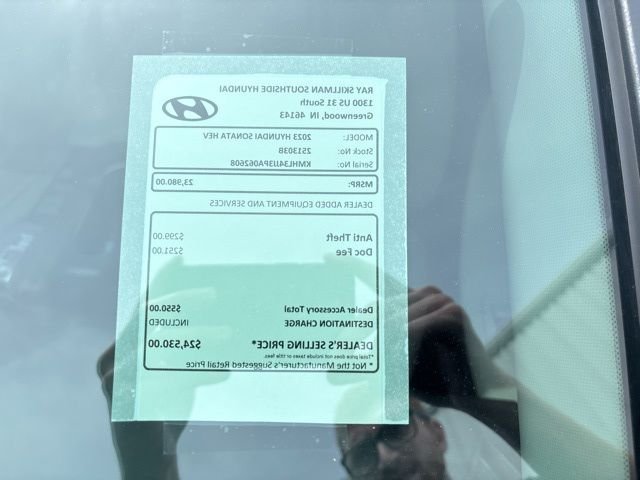 RAY SKILLMAN SOUTHSIDE HYUNDAI
1300 US 31 South
Greenwood, IN 46143
MODEL: 2023 HYUNDAI SONATA HEV
Stock No: 251303B
Serial No: KMHL34JJ3PA062608
MSRP: 23,980.00
DEALER ADDED EQUIPMENT AND SERVICES
Anti Theft $299.00
Doc Fee $251.00
Dealer Accessory Total $550.00
DESTINATION CHARGE INCLUDED
DEALER'S SELLING PRICE* $24,530.00
*Total price does not include taxes or title fees.
* Not the Manufacturer's Suggested Retail Price